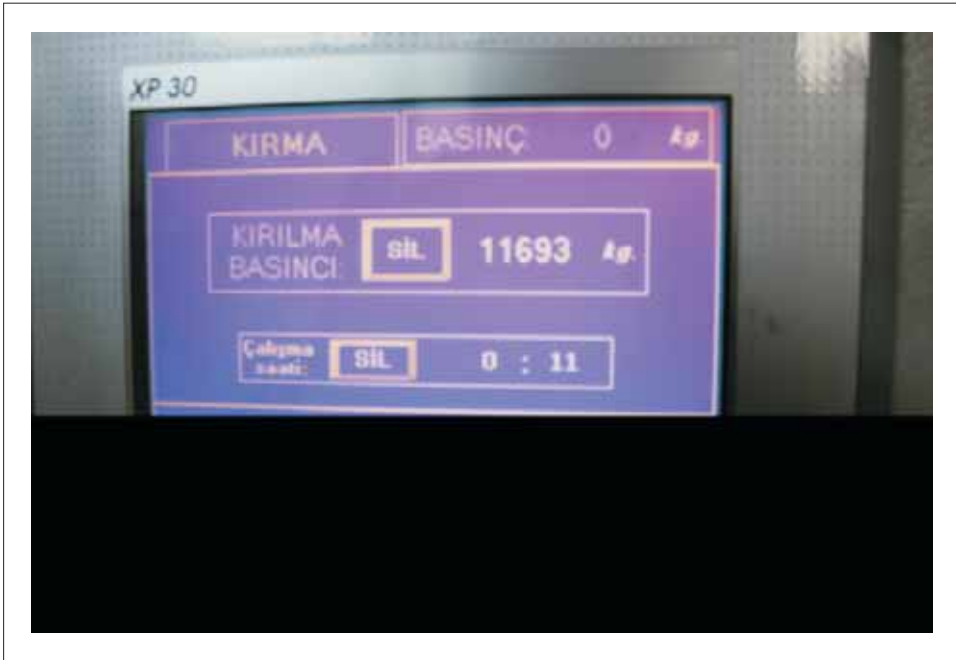 XP 30
KIRMA BASINÇ 0 kg.
KIRILMA BASINCI: SİL 11693 kg.
Çalışma saati: SİL 0 : 11